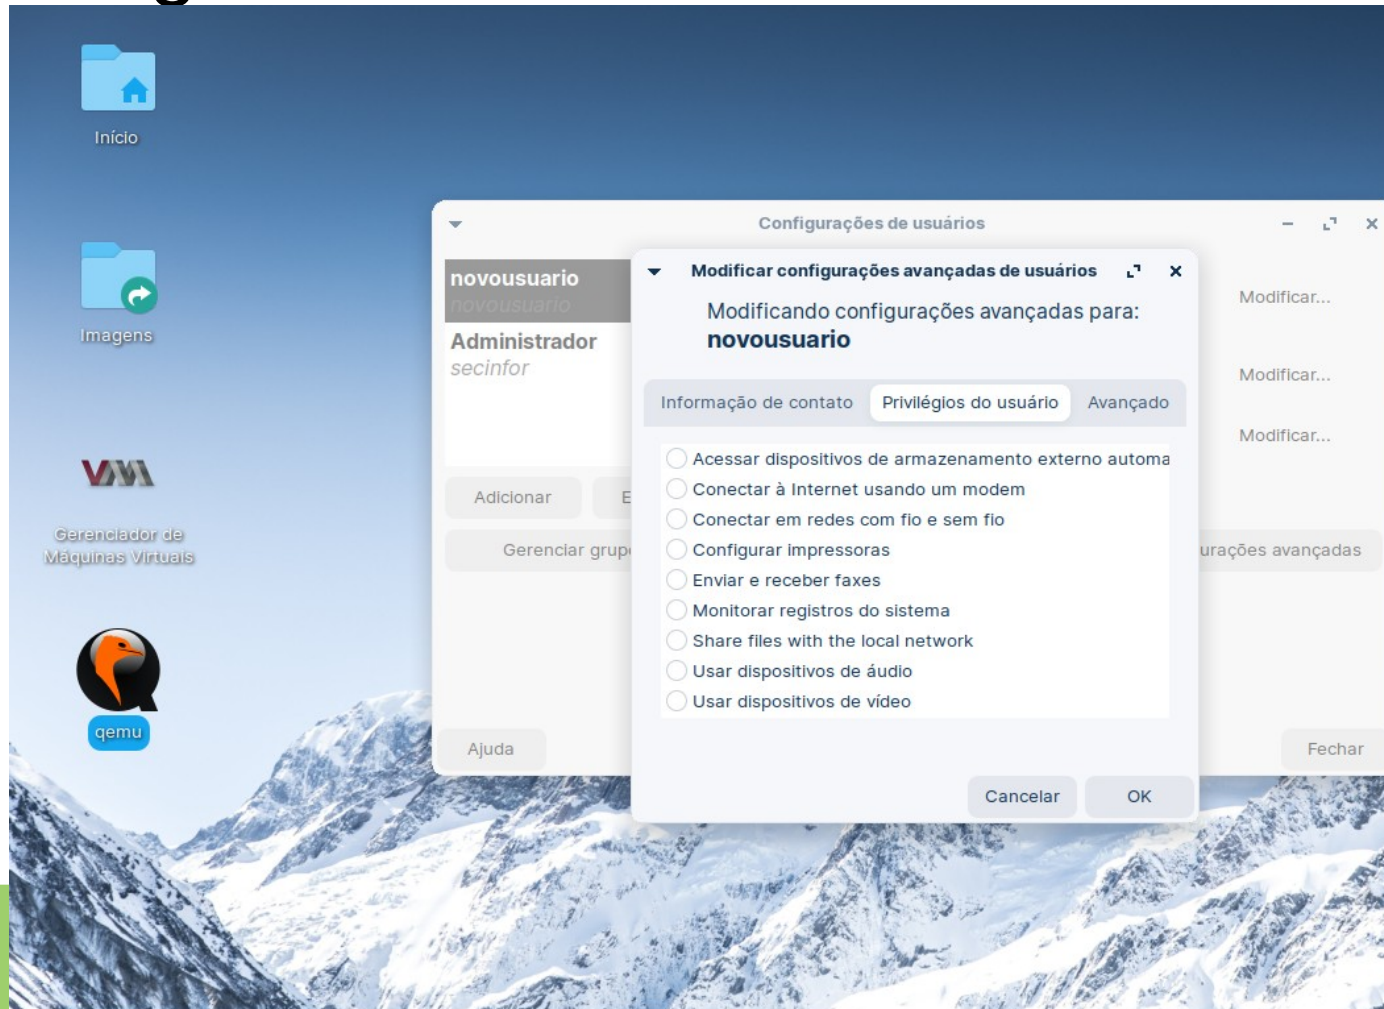 Início
Imagens
Gerenciador de
Máquinas Virtuais
qemu
Configurações de usuários
novousuario
novousuario
Administrador
secinfor
Adicionar
E
Gerenciar grup
Ajuda
Modificar configurações avançadas de usuários
Modificando configurações avançadas para:
novousuario
Informação de contato Privilégios do usuário Avançado
Acessar dispositivos de armazenamento externo automa
Conectar à Internet usando um modem
Conectar em redes com fio e sem fio
Configurar impressoras
Enviar e receber faxes
Monitorar registros do sistema
Share files with the local network
Usar dispositivos de áudio
Usar dispositivos de vídeo
Cancelar OK
Modificar...
Modificar...
Modificar...
urações avançadas
Fechar